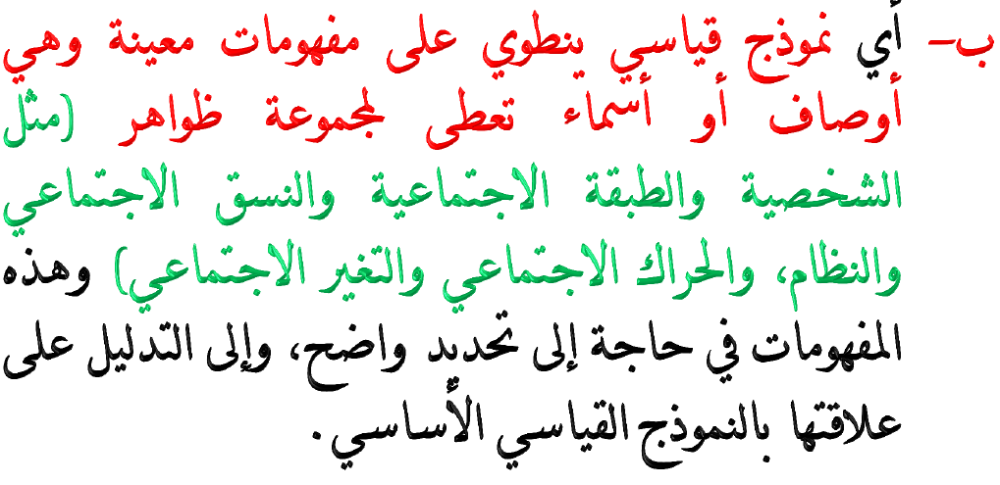 ب- أي نموذج قياسي ينطوي على مفهومات معينة وهي
أوصاف أو أسماء تعطى لمجموعة ظواهر (مثل
الشخصية والطبقة الاجتماعية والنسق الاجتماعي
والنظام، والحراك الاجتماعي والتغير الاجتماعي) وهذه
المفهومات في حاجة إلى تحديد واضح، وإلى التدليل على
علاقتها بالنموذج القياسي الأساسي.